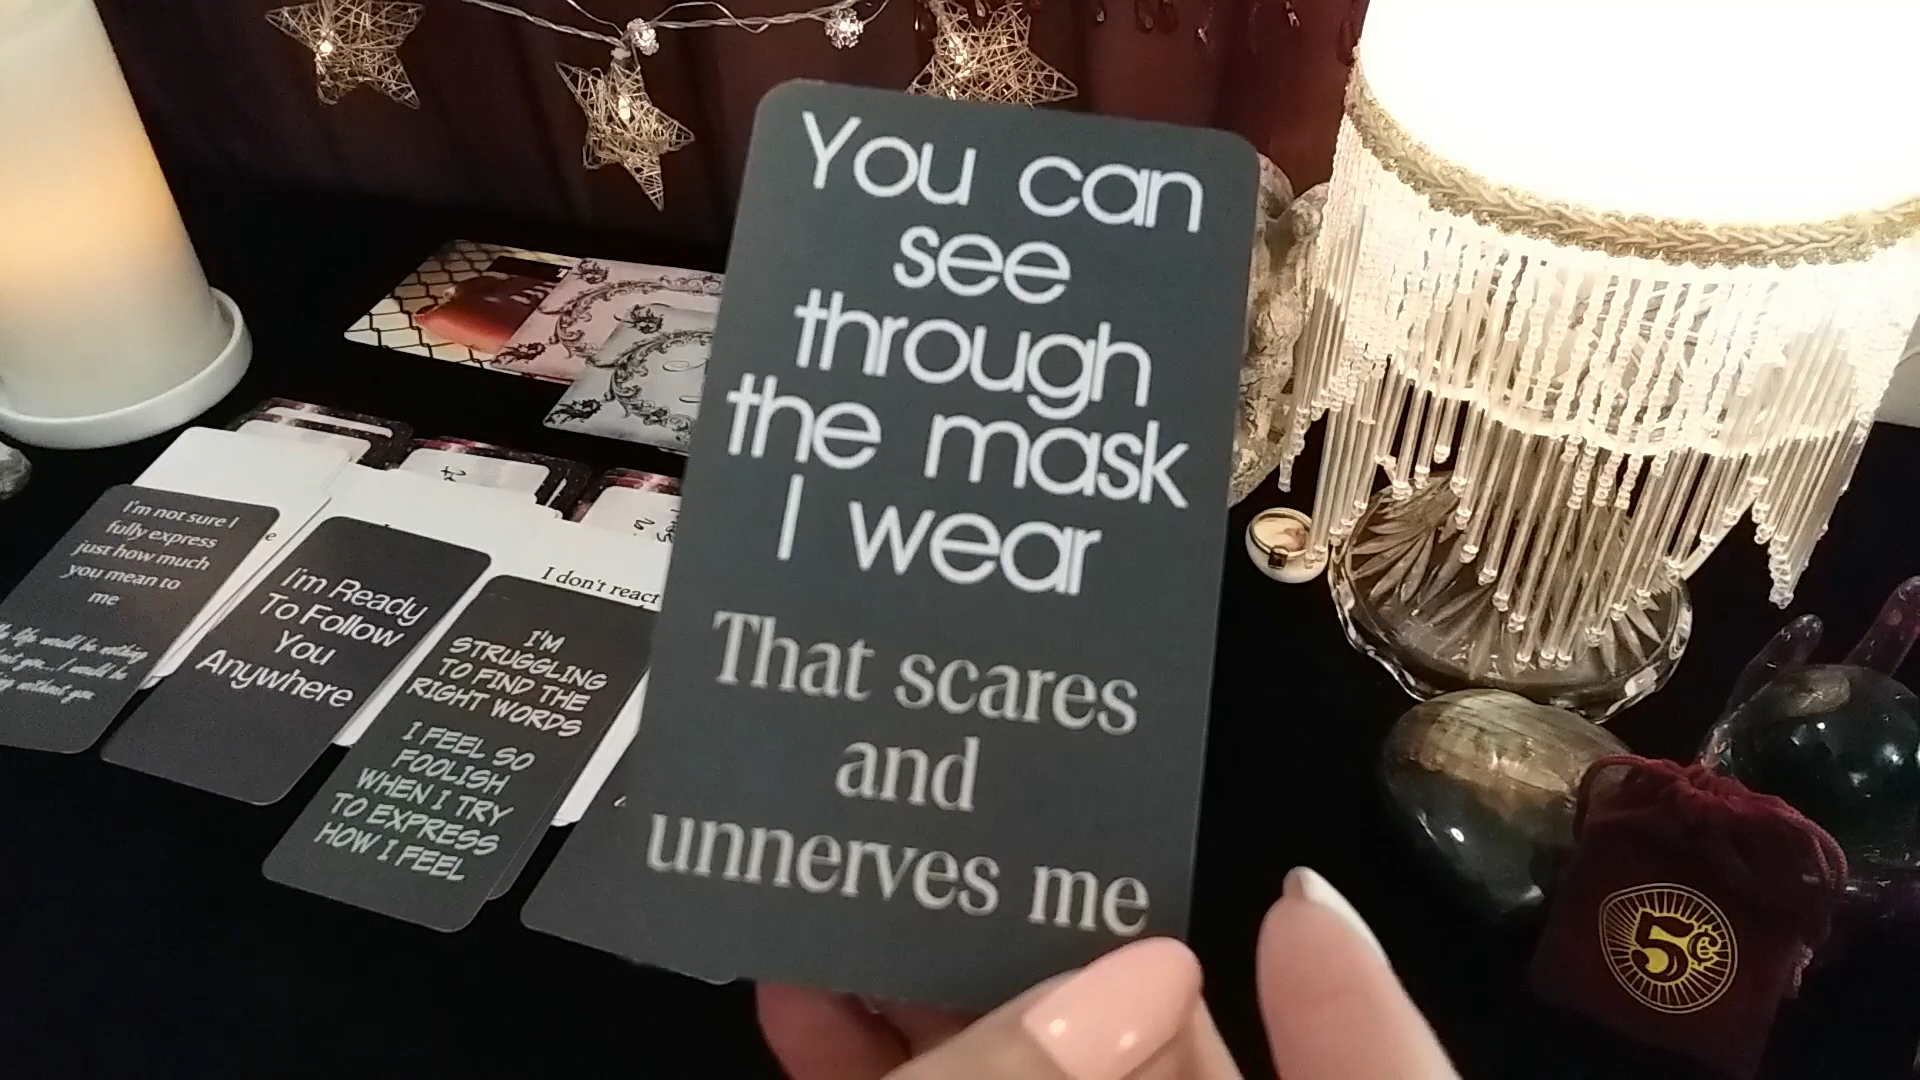 You can
see
through
the mask
I wear
That scares
and
unnerves me
I'm not sure I
fully express
just how much
you mean to
me
I'm Ready
To Follow
You
Anywhere
I'M
STRUGGLING
TO FIND THE
RIGHT WORDS
I FEEL SO
FOOLISH
WHEN I TRY
TO EXPRESS
HOW I FEEL
I don't react
5¢